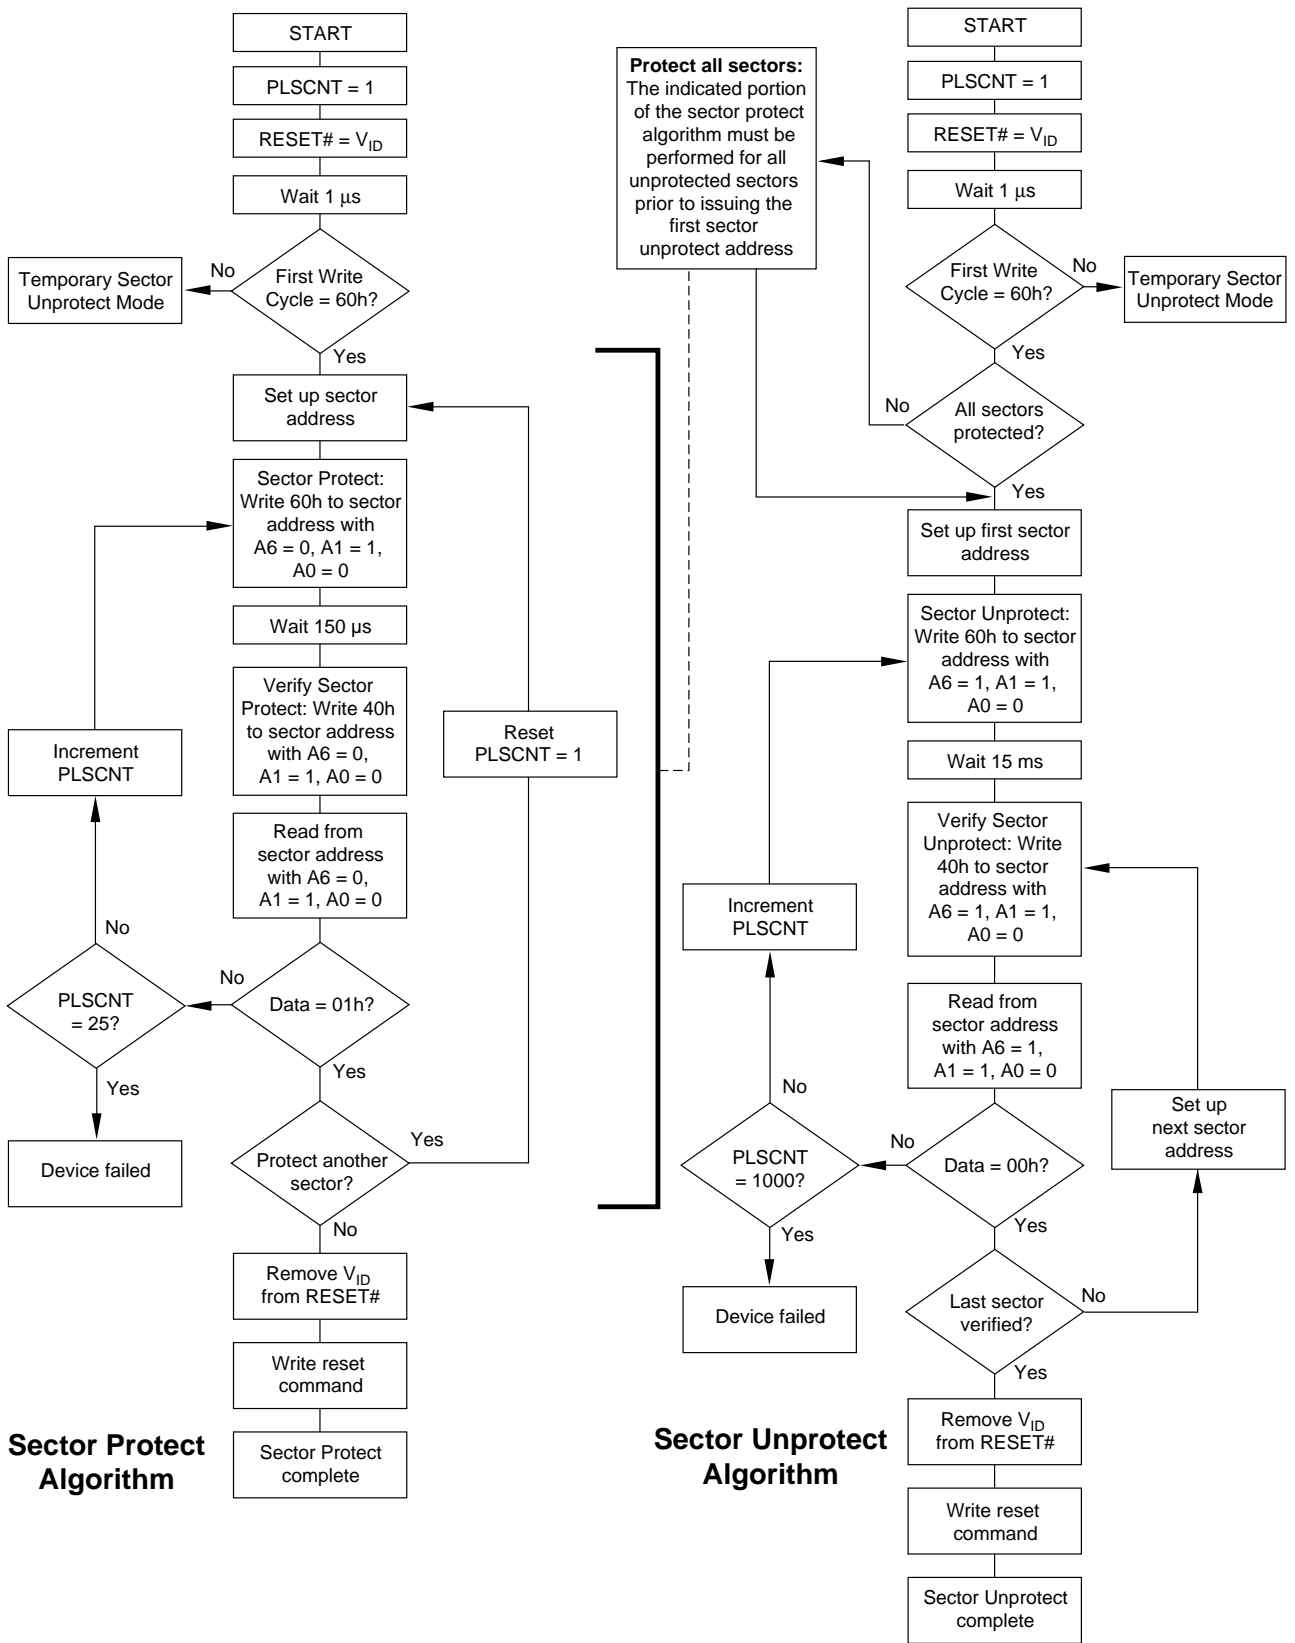 START
PLSCNT = 1
RESET# = VID
Wait 1 μs
First Write
Cycle = 60h?
No
Temporary Sector
Unprotect Mode
Yes
Set up sector
address
Sector Protect:
Write 60h to sector
address with
A6 = 0, A1 = 1,
A0 = 0
Wait 150 μs
Verify Sector
Protect: Write 40h
to sector address
with A6 = 0,
A1 = 1, A0 = 0
Reset
PLSCNT = 1
Increment
PLSCNT
Read from
sector address
with A6 = 0,
A1 = 1, A0 = 0
No
No
PLSCNT
= 25?
Data = 01h?
Yes
Yes
Device failed
Protect another
sector?
Yes
No
Remove VID
from RESET#
Write reset
command
Sector Protect
complete
Sector Protect
Algorithm
Protect all sectors:
The indicated portion
of the sector protect
algorithm must be
performed for all
unprotected sectors
prior to issuing the
first sector
unprotect address
START
PLSCNT = 1
RESET# = VID
Wait 1 μs
First Write
Cycle = 60h?
No
Temporary Sector
Unprotect Mode
Yes
No
All sectors
protected?
Yes
Set up first sector
address
Sector Unprotect:
Write 60h to sector
address with
A6 = 1, A1 = 1,
A0 = 0
Wait 15 ms
Verify Sector
Unprotect: Write
40h to sector
address with
A6 = 1, A1 = 1,
A0 = 0
Increment
PLSCNT
Read from
sector address
with A6 = 1,
A1 = 1, A0 = 0
No
No
PLSCNT
= 1000?
Data = 00h?
Set up
next sector
address
Yes
Yes
Device failed
Last sector
verified?
No
Yes
Remove VID
from RESET#
Write reset
command
Sector Unprotect
complete
Sector Unprotect
Algorithm